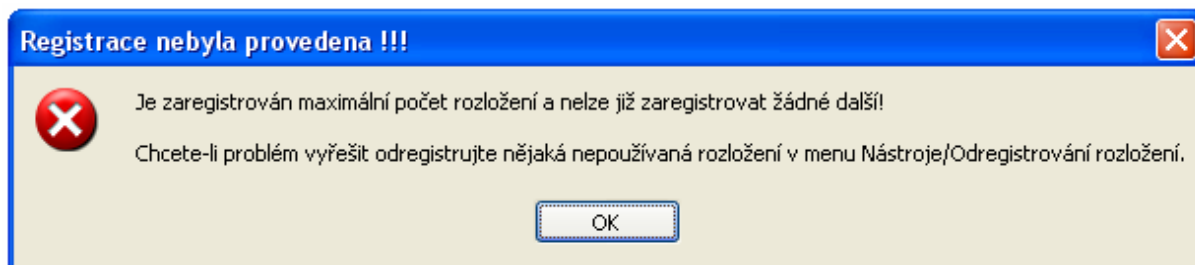 Registrace nebyla provedena !!!
Je zaregistrován maximální počet rozložení a nelze již zaregistrovat žádné další!
Chcete-li problém vyřešit odregistrujte nějaká nepoužívaná rozložení v menu Nástroje/Odregistrování rozložení.
OK